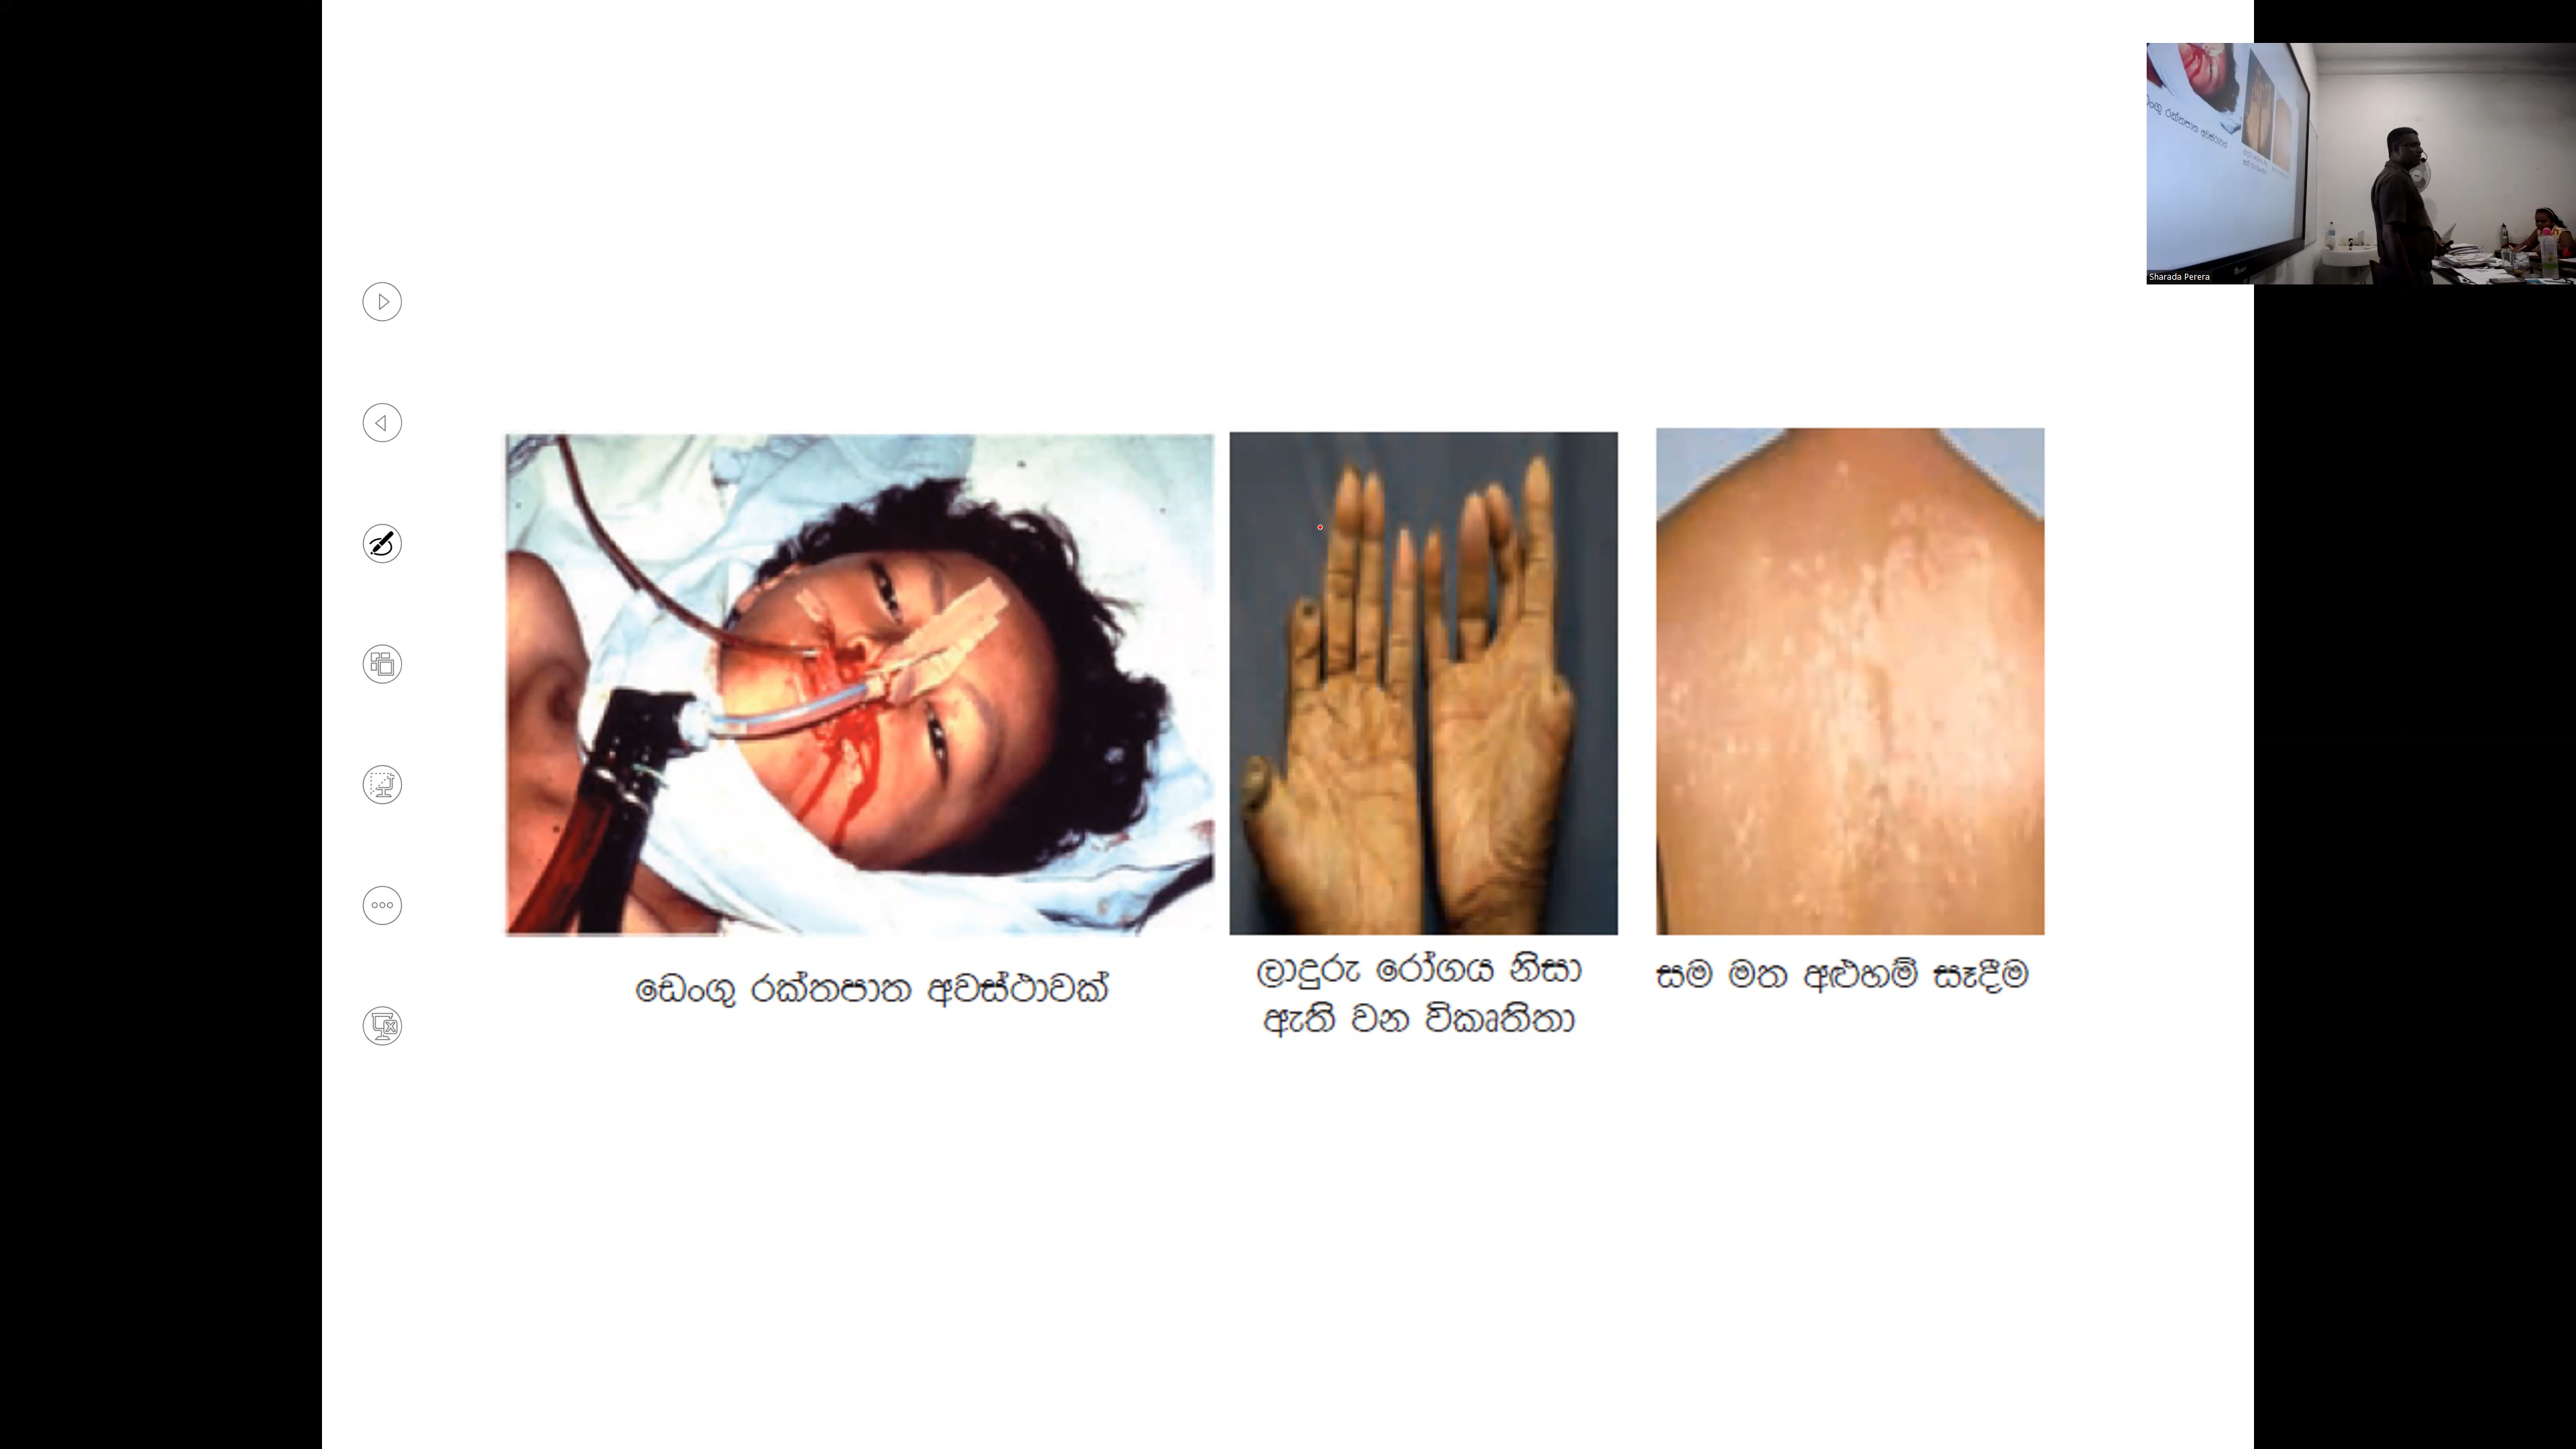 ඩෙංගු රක්තපාත අවස්ථාවක්
ලාදුරු රෝගය නිසා
ඇති වන විකෘතිතා
සම මත අළුහම් සෑදීම
Sharada Perera